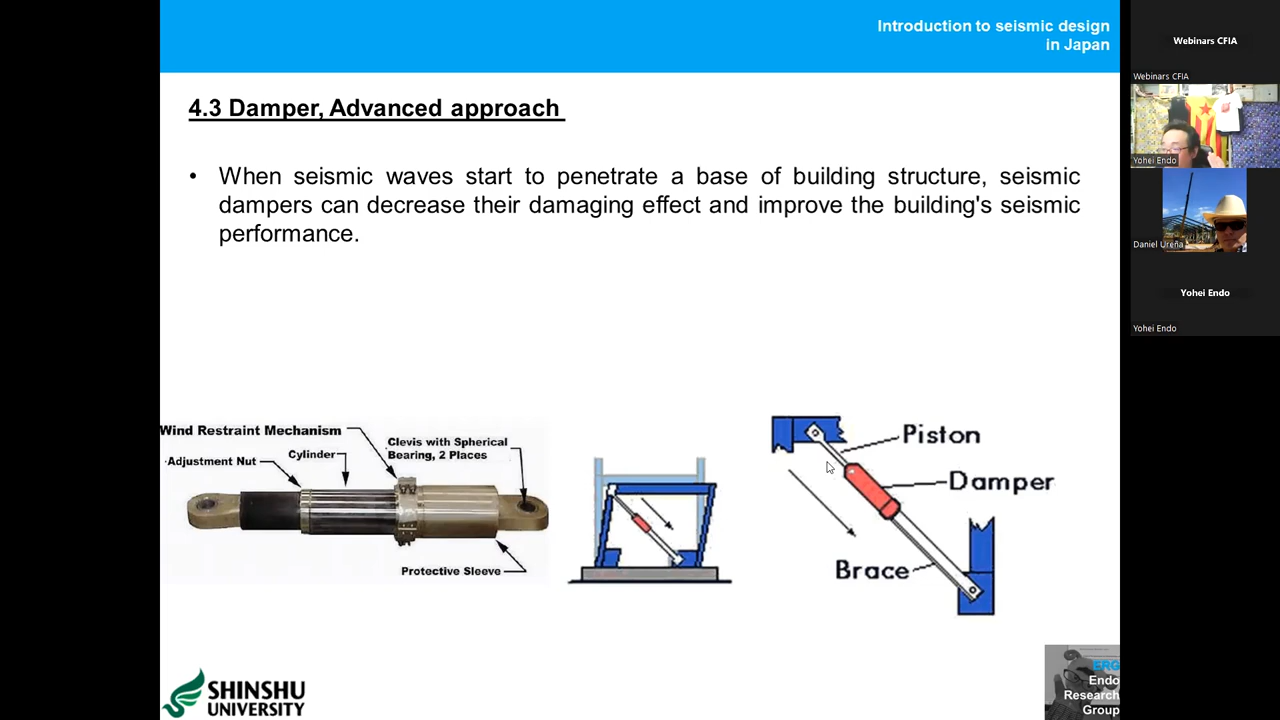 Introduction to seismic design
in Japan
4.3 Damper, Advanced approach
• When seismic waves start to penetrate a base of building structure, seismic
dampers can decrease their damaging effect and improve the building's seismic
performance.
Wind Restraint Mechanism
Adjustment Nut
Cylinder
Clevis with Spherical
Bearing, 2 Places
Protective Sleeve
Piston
Damper
Brace
SHINSHU
UNIVERSITY
ERG
Endo
Research
Group
Webinars CFIA
Webinars CFIA
Yohei Endo
Daniel Ureña
Yohei Endo
Yohei Endo